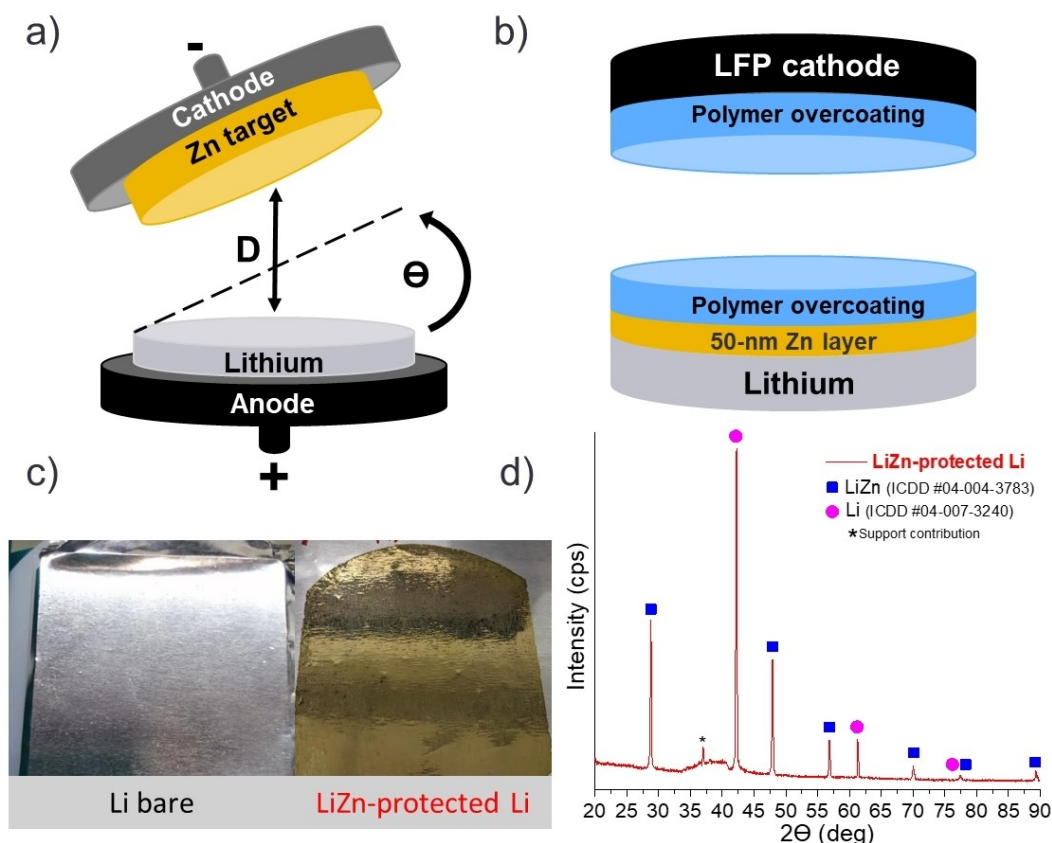 a)
-
Cathode
Zn target
D
Ɵ
Lithium
Anode
+
b)
LFP cathode
Polymer overcoating
Polymer overcoating
50-nm Zn layer
Lithium
c)
Li bare
LiZn-protected Li
d)
LiZn-protected Li
LiZn (ICDD #04-004-3783)
Li (ICDD #04-007-3240)
*Support contribution
*
Intensity (cps)
20 25 30 35 40 45 50 55 60 65 70 75 80 85 90
2Ɵ (deg)